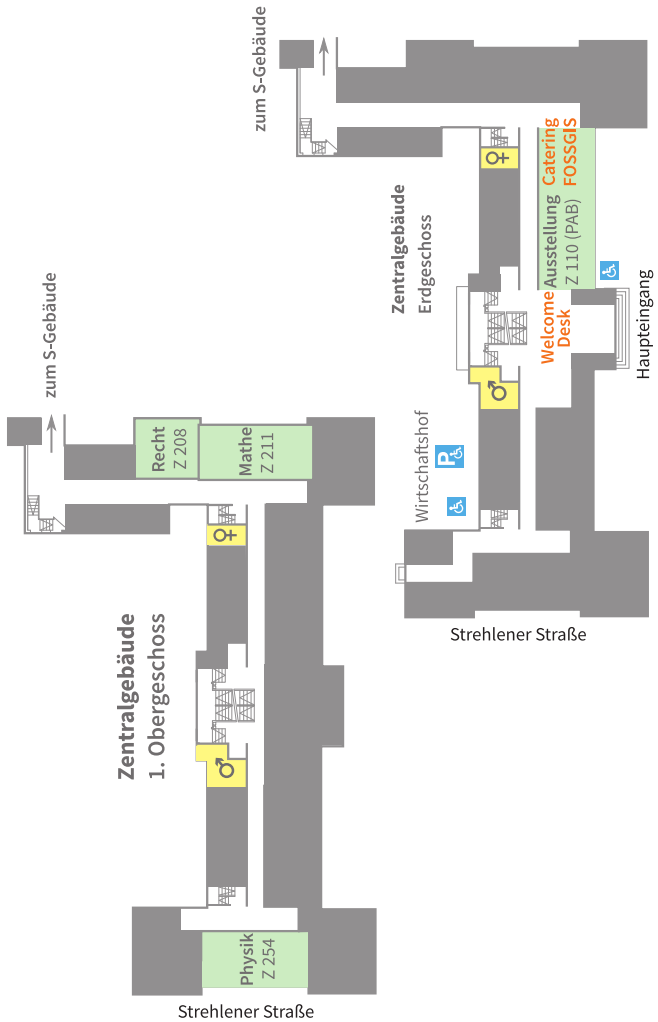 zum S-Gebäude
Zentralgebäude
Erdgeschoss
Catering
FOSSGIS
Ausstellung
Z 110 (PAB)
Welcome
Desk
Haupteingang
Wirtschaftshof
P
Strehlener Straße
zum S-Gebäude
Recht
Z 208
Mathe
Z 211
Zentralgebäude
1. Obergeschoss
Physik
Z 254
Strehlener Straße